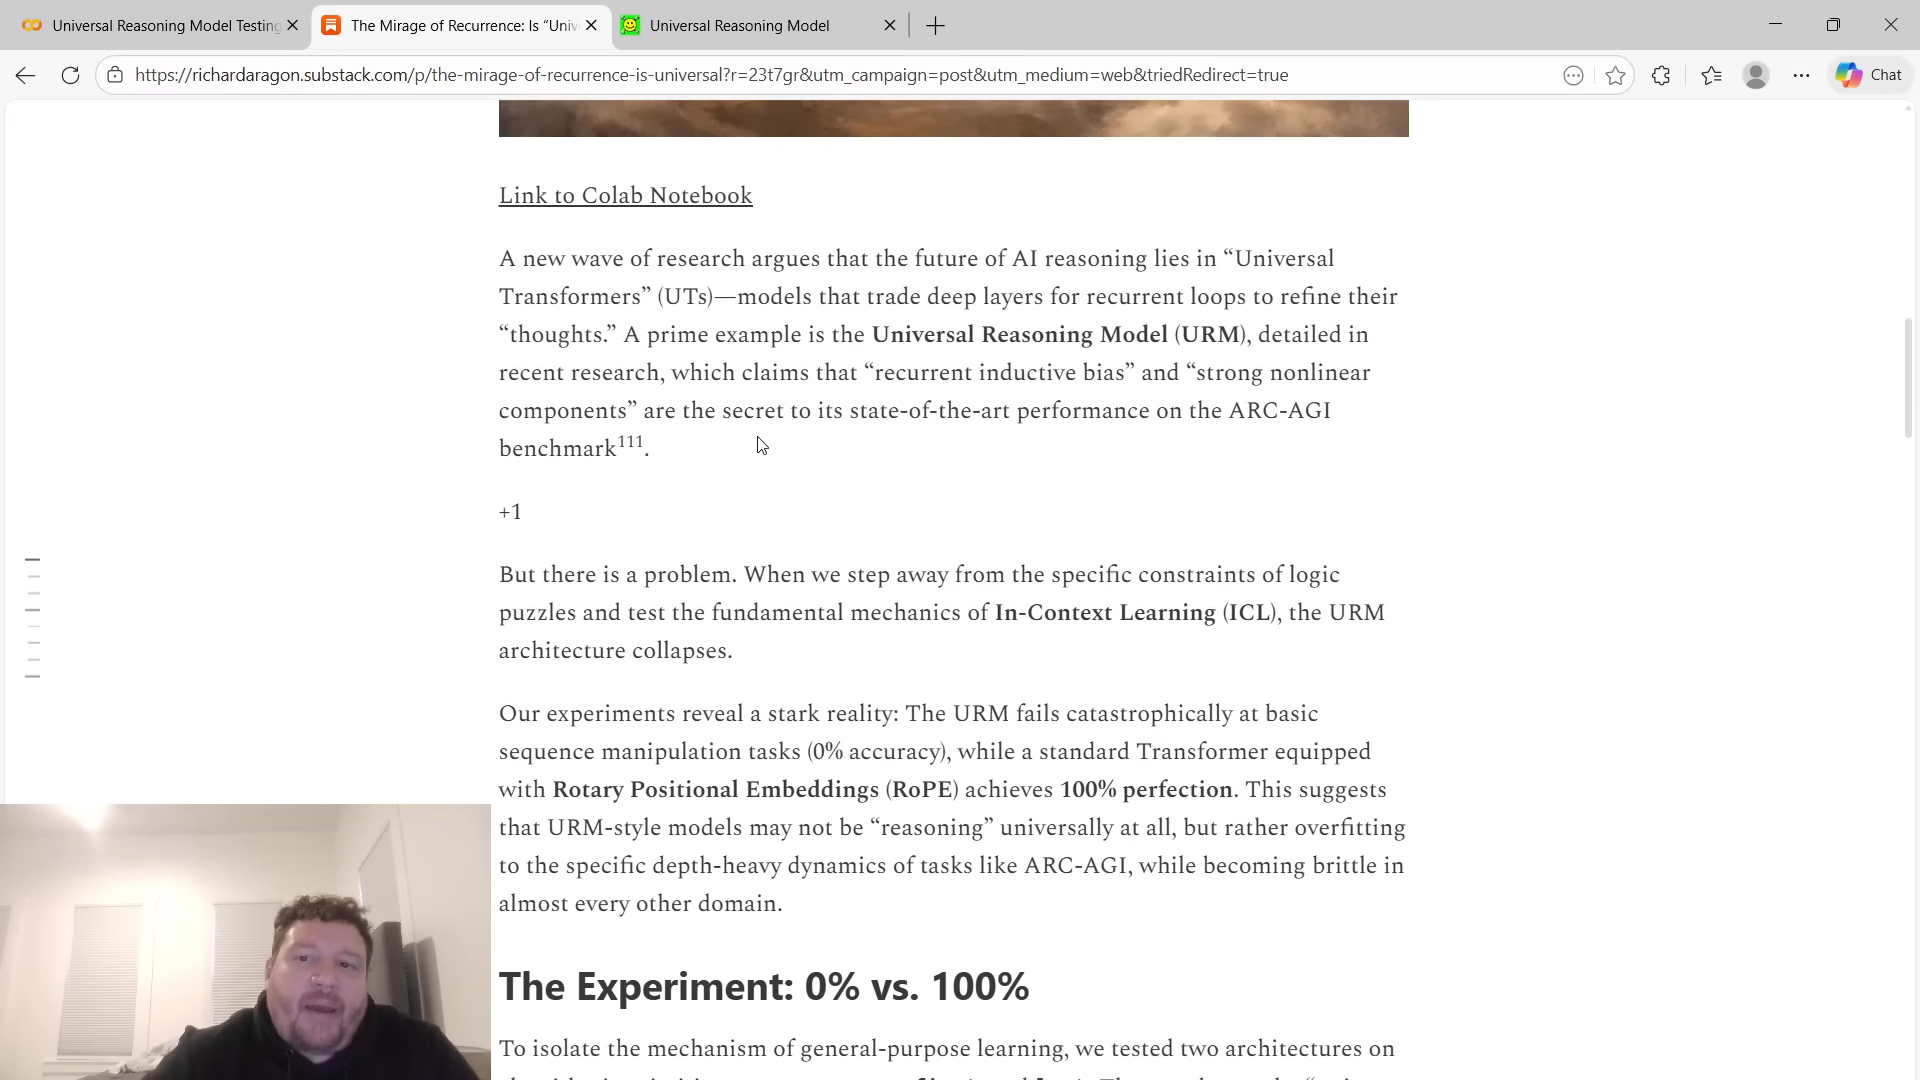 Universal Reasoning Model Testing
The Mirage of Recurrence: Is “Univ
Universal Reasoning Model
https://richardaragon.substack.com/p/the-mirage-of-recurrence-is-universal?r=23t7gr&utm_campaign=post&utm_medium=web&triedRedirect=true
Chat
Link to Colab Notebook
A new wave of research argues that the future of AI reasoning lies in “Universal
Transformers” (UTs)—models that trade deep layers for recurrent loops to refine their
“thoughts.” A prime example is the Universal Reasoning Model (URM), detailed in
recent research, which claims that “recurrent inductive bias” and “strong nonlinear
components” are the secret to its state-of-the-art performance on the ARC-AGI
benchmark111.
+1
But there is a problem. When we step away from the specific constraints of logic
puzzles and test the fundamental mechanics of In-Context Learning (ICL), the URM
architecture collapses.
Our experiments reveal a stark reality: The URM fails catastrophically at basic
sequence manipulation tasks (0% accuracy), while a standard Transformer equipped
with Rotary Positional Embeddings (RoPE) achieves 100% perfection. This suggests
that URM-style models may not be “reasoning” universally at all, but rather overfitting
to the specific depth-heavy dynamics of tasks like ARC-AGI, while becoming brittle in
almost every other domain.
The Experiment: 0% vs. 100%
To isolate the mechanism of general-purpose learning, we tested two architectures on